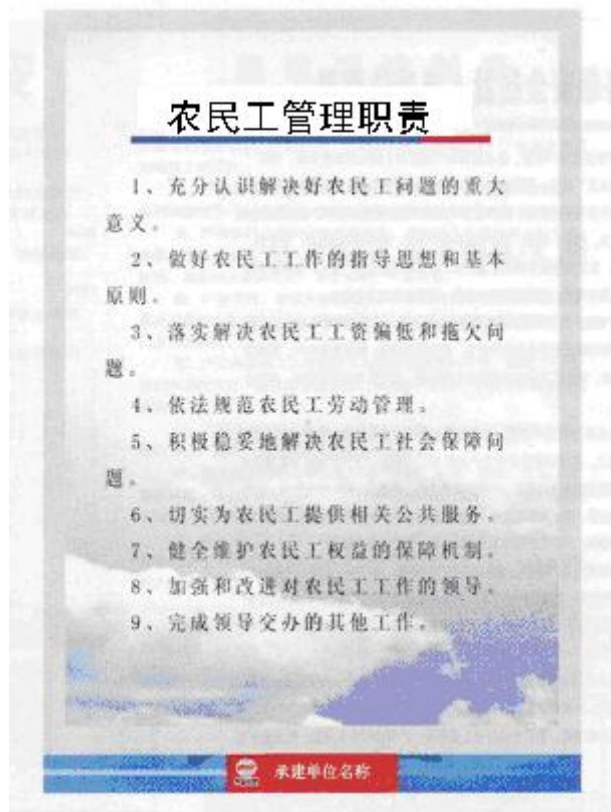 农民工管理职责
1、充分认识解决好农民工问题的重大
意义。
2、做好农民工工作的指导思想和基本
原则。
3、落实解决农民工工资偏低和拖欠问
题。
4、依法规范农民工劳动管理。
5、积极稳妥地解决农民工社会保障问
题。
6、切实为农民工提供相关公共服务。
7、健全维护农民工权益的保障机制。
8、加强和改进对农民工工作的领导。
9、完成领导交办的其他工作。
承建单位名称